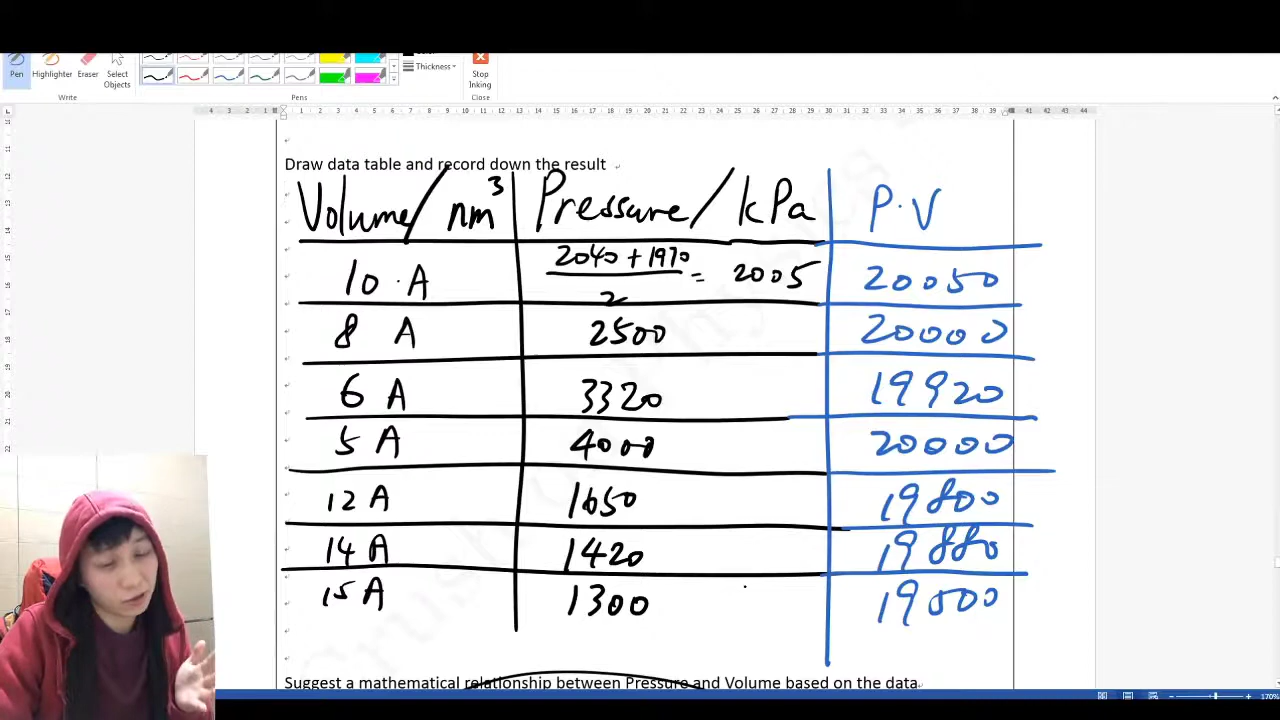 Pen
Highlighter
Eraser
Select Objects
Thickness
Stop Inking
Write
Pens
Close
Draw data table and record down the result
Volume/nm³ Pressure/kPa P·V
10·A (2040+1970)/2 = 2005 20050
8 A 2500 20000
6 A 3320 19920
5 A 4000 20000
12 A 1650 19800
14 A 1420 19880
15 A 1300 19500
Suggest a mathematical relationship between Pressure and Volume based on the data
170%